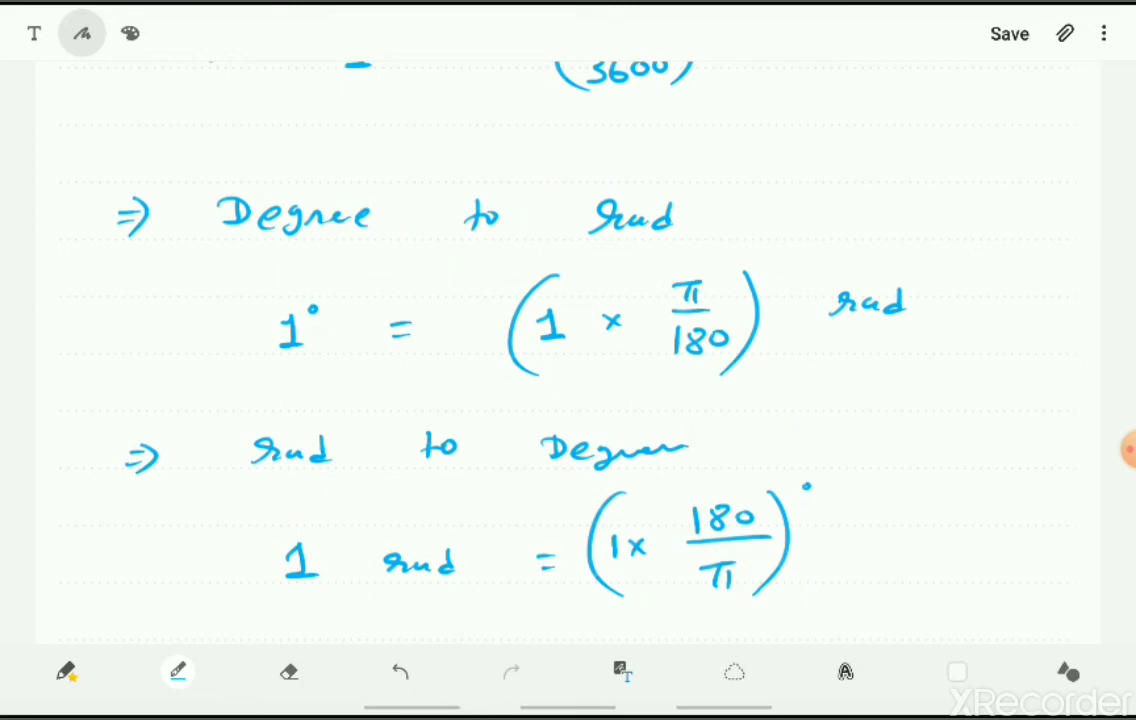 T Save
(3600)
⇒ Degree to rad
1° = (1 × π/180) rad
⇒ rad to Degree
1 rad = (1× 180/π)°
T A
XRecorder